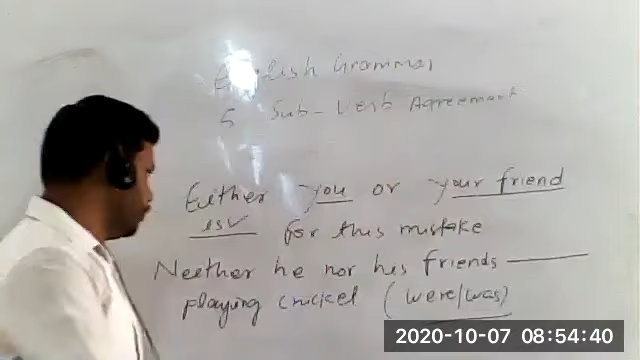 English Grammar
5 Sub-Verb Agreement
Either you or your friend
is✓ for this mistake
Neither he nor his friends ———
playing cricket (were/was)
2020-10-07 08:54:40